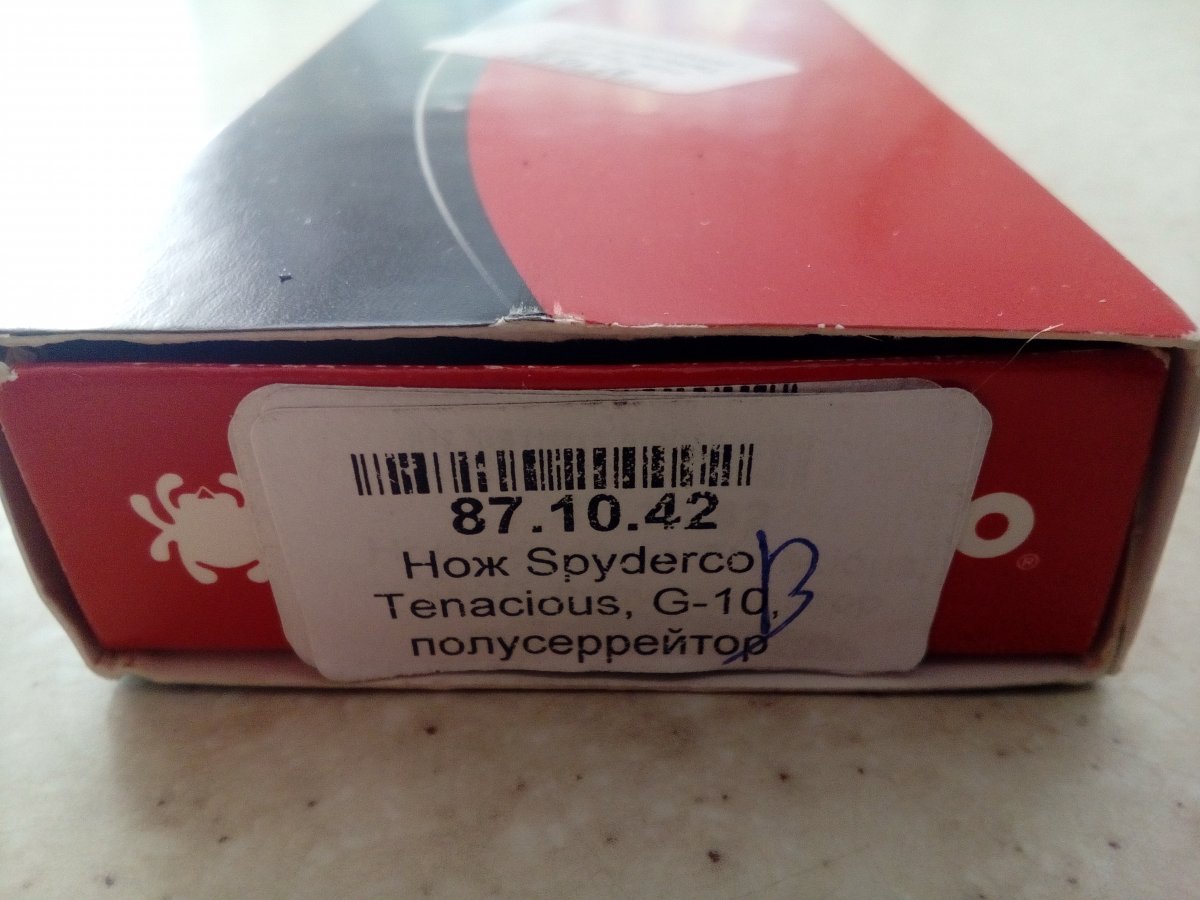 87.10.42
Нож Spyderco
Tenacious, G-10,
полусеррейтор
O®